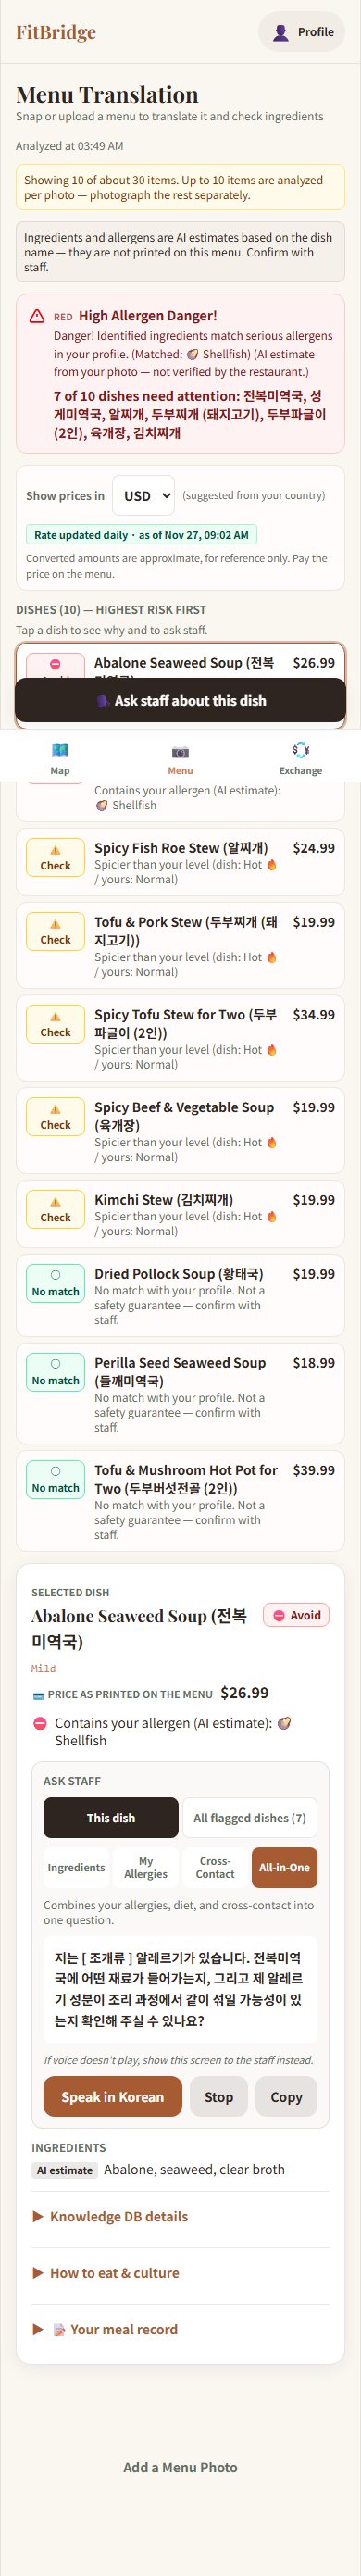 FitBridge
Profile
Menu Translation
Snap or upload a menu to translate it and check ingredients
Analyzed at 03:49 AM
Showing 10 of about 30 items. Up to 10 items are analyzed
per photo — photograph the rest separately.
Ingredients and allergens are AI estimates based on the dish
name — they are not printed on this menu. Confirm with
staff.
RED High Allergen Danger!
Danger! Identified ingredients match serious allergens
in your profile. (Matched: 🦪 Shellfish) (AI estimate
from your photo — not verified by the restaurant.)
7 of 10 dishes need attention: 전복미역국, 성
게미역국, 알찌개, 두부찌개 (돼지고기), 두부파글이
(2인), 육개장, 김치찌개
Show prices in USD (suggested from your country)
Rate updated daily · as of Nov 27, 09:02 AM
Converted amounts are approximate, for reference only. Pay the
price on the menu.
DISHES (10) — HIGHEST RISK FIRST
Tap a dish to see why and to ask staff.
Abalone Seaweed Soup (전복 $26.99
Ask staff about this dish
Map Menu Exchange
Contains your allergen (AI estimate):
🦪 Shellfish
Check Spicy Fish Roe Stew (알찌개) $24.99
Spicier than your level (dish: Hot 🔥
/ yours: Normal)
Check Tofu & Pork Stew (두부찌개 (돼 $19.99
지고기))
Spicier than your level (dish: Hot 🔥
/ yours: Normal)
Check Spicy Tofu Stew for Two (두부 $34.99
파글이 (2인))
Spicier than your level (dish: Hot 🔥
/ yours: Normal)
Check Spicy Beef & Vegetable Soup $19.99
(육개장)
Spicier than your level (dish: Hot 🔥
/ yours: Normal)
Check Kimchi Stew (김치찌개) $19.99
Spicier than your level (dish: Hot 🔥
/ yours: Normal)
No match Dried Pollock Soup (황태국) $19.99
No match with your profile. Not a
safety guarantee — confirm with
staff.
No match Perilla Seed Seaweed Soup $18.99
(들깨미역국)
No match with your profile. Not a
safety guarantee — confirm with
staff.
No match Tofu & Mushroom Hot Pot for $39.99
Two (두부버섯전골 (2인))
No match with your profile. Not a
safety guarantee — confirm with
staff.
SELECTED DISH
Abalone Seaweed Soup (전복 Avoid
미역국)
Mild
PRICE AS PRINTED ON THE MENU $26.99
Contains your allergen (AI estimate): 🦪
Shellfish
ASK STAFF
This dish All flagged dishes (7)
Ingredients My Allergies Cross-Contact All-in-One
Combines your allergies, diet, and cross-contact into
one question.
저는 [ 조개류 ] 알레르기가 있습니다. 전복미역
국에 어떤 재료가 들어가는지, 그리고 제 알레르
기 성분이 조리 과정에서 같이 섞일 가능성이 있
는지 확인해 주실 수 있나요?
If voice doesn't play, show this screen to the staff instead.
Speak in Korean Stop Copy
INGREDIENTS
AI estimate Abalone, seaweed, clear broth
Knowledge DB details
How to eat & culture
Your meal record
Add a Menu Photo